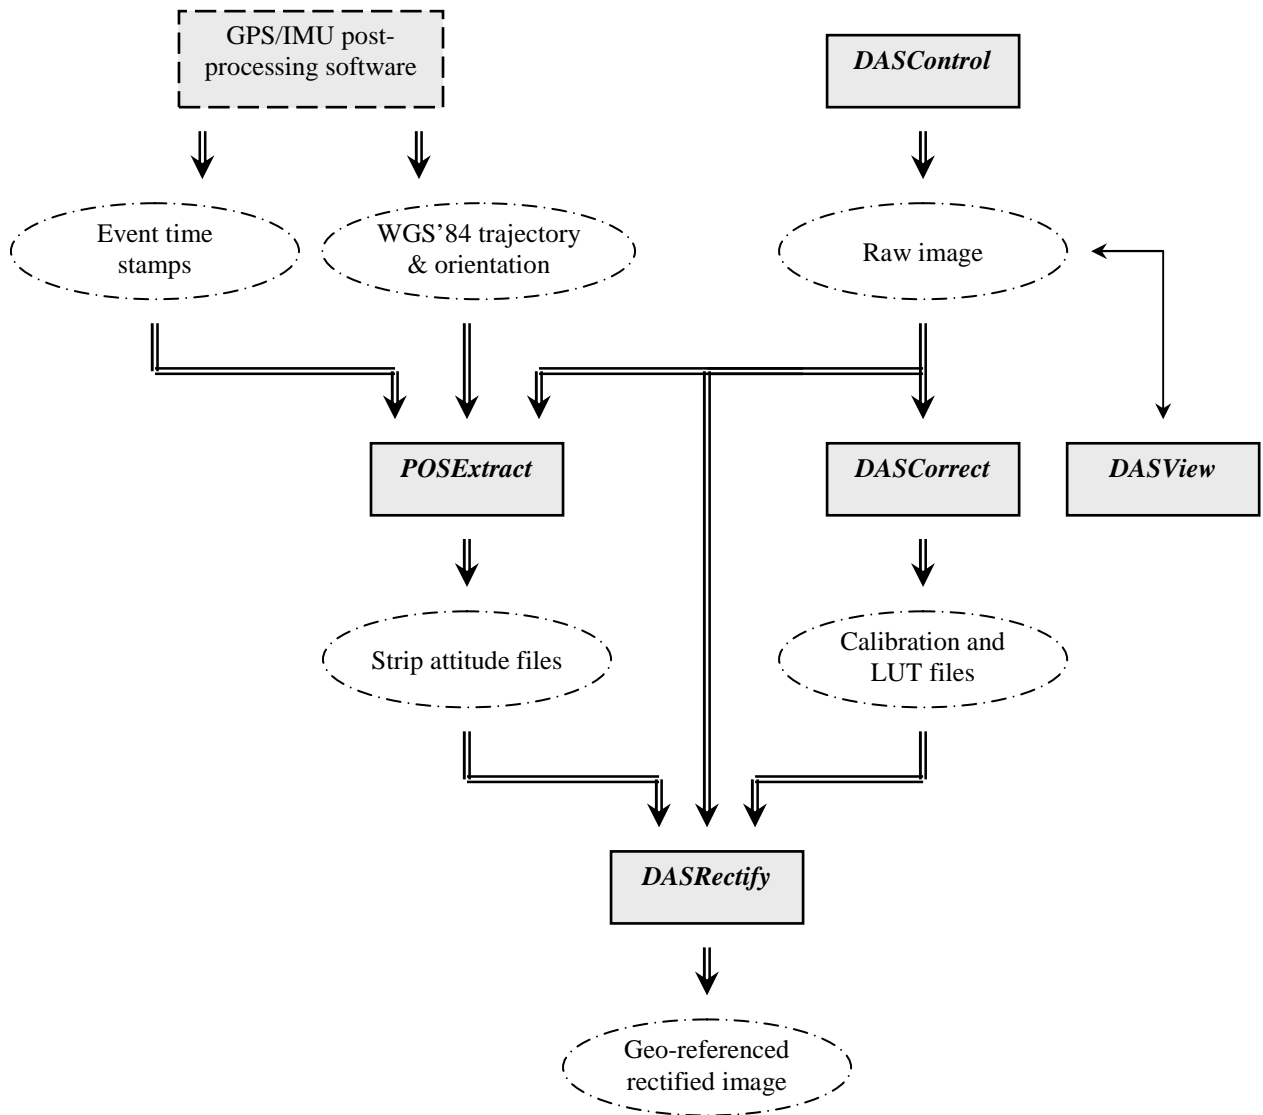 GPS/IMU post-
processing software
DASControl
Event time
stamps
WGS’84 trajectory
& orientation
Raw image
POSExtract
DASCorrect
DASView
Strip attitude files
Calibration and
LUT files
DASRectify
Geo-referenced
rectified image